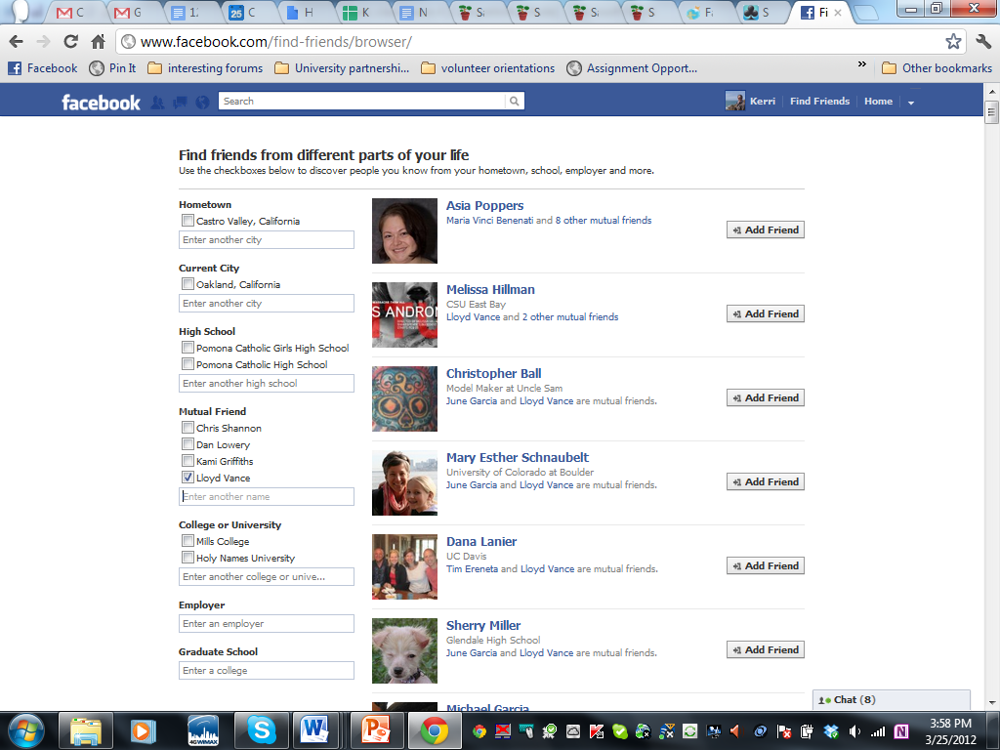 C
G
12
25 C
H
K
N
S
S
S
S
F
S
Fi
www.facebook.com/find-friends/browser/
Facebook Pin It interesting forums University partnershi... volunteer orientations Assignment Opport... » Other bookmarks
facebook Search Kerri Find Friends Home
Find friends from different parts of your life
Use the checkboxes below to discover people you know from your hometown, school, employer and more.
Hometown
Castro Valley, California
Enter another city
Current City
Oakland, California
Enter another city
High School
Pomona Catholic Girls High School
Pomona Catholic High School
Enter another high school
Mutual Friend
Chris Shannon
Dan Lowery
Kami Griffiths
Lloyd Vance
Enter another name
College or University
Mills College
Holy Names University
Enter another college or unive...
Employer
Enter an employer
Graduate School
Enter a college
Asia Poppers
Maria Vinci Benenati and 8 other mutual friends
Add Friend
S ANDRON
Melissa Hillman
CSU East Bay
Lloyd Vance and 2 other mutual friends
Add Friend
Christopher Ball
Model Maker at Uncle Sam
June Garcia and Lloyd Vance are mutual friends.
Add Friend
Mary Esther Schnaubelt
University of Colorado at Boulder
June Garcia and Lloyd Vance are mutual friends.
Add Friend
Dana Lanier
UC Davis
Tim Ereneta and Lloyd Vance are mutual friends.
Add Friend
Sherry Miller
Glendale High School
June Garcia and Lloyd Vance are mutual friends.
Add Friend
Michael Garcia
Chat (8)
4G WIMAX
3:58 PM
3/25/2012